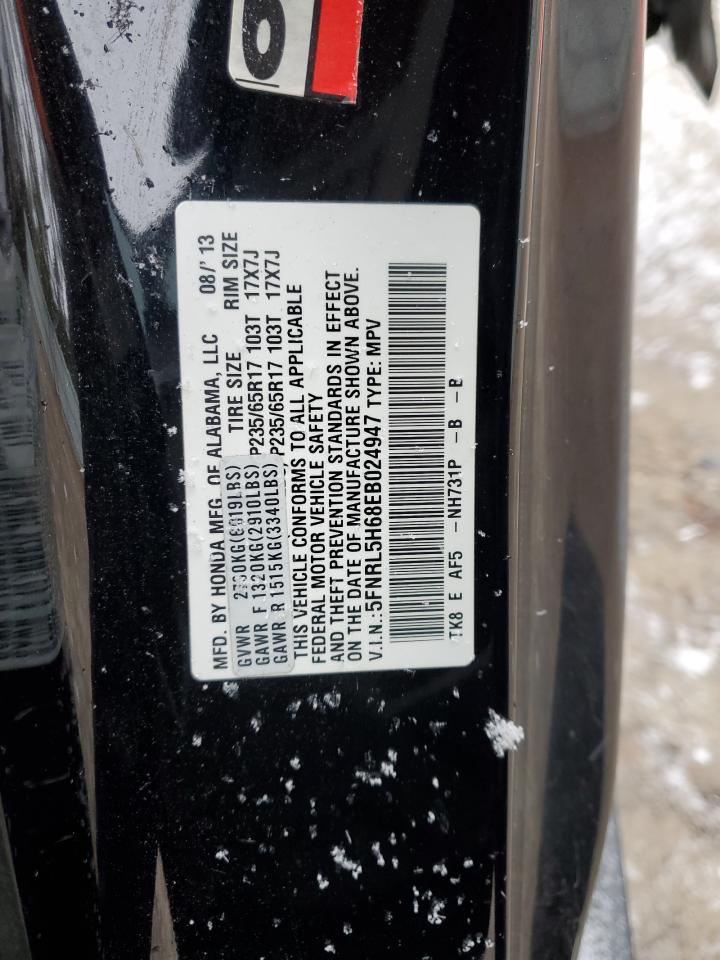 6
MFD. BY HONDA MFG. OF ALABAMA, LLC 08/' 13
TIRE SIZE RIM SIZE
GVWR
GAWR F 1320KG(2910LBS) P235/65R17 103T 17X7J
GAWR R 1515KG(3340LBS) P235/65R17 103T 17X7J
THIS VEHICLE CONFORMS TO ALL APPLICABLE
FEDERAL MOTOR VEHICLE SAFETY
AND THEFT PREVENTION STANDARDS IN EFFECT
ON THE DATE OF MANUFACTURE SHOWN ABOVE.
V.I.N.:5FNRL5H68EB024947 TYPE: MPV
TK8 E AF5 -NH731P -B -B